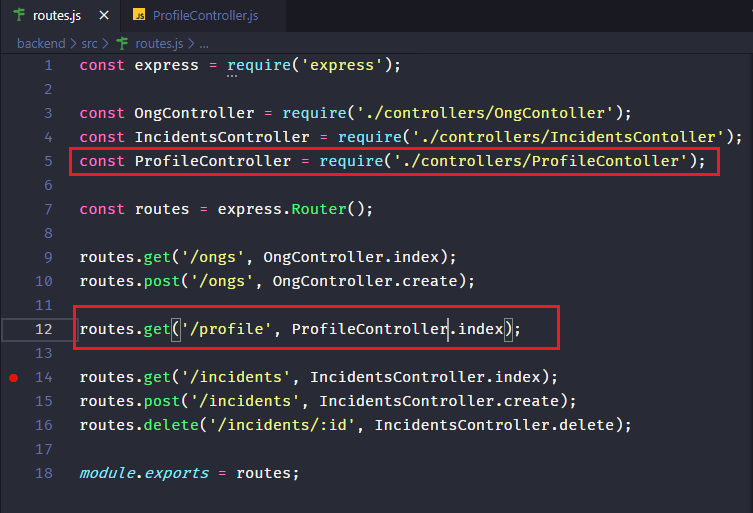 routes.js × JS ProfileController.js
backend > src > routes.js > ...
1 const express = require('express');
2
3 const OngController = require('./controllers/OngContoller');
4 const IncidentsController = require('./controllers/IncidentsContoller');
5 const ProfileController = require('./controllers/ProfileContoller');
6
7 const routes = express.Router();
8
9 routes.get('/ongs', OngController.index);
10 routes.post('/ongs', OngController.create);
11
12 routes.get('/profile', ProfileController.index);
13
14 routes.get('/incidents', IncidentsController.index);
15 routes.post('/incidents', IncidentsController.create);
16 routes.delete('/incidents/:id', IncidentsController.delete);
17
18 module.exports = routes;